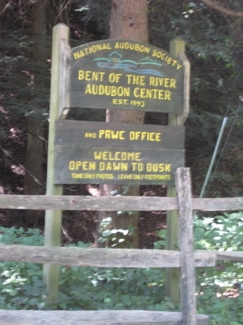 NATIONAL AUDUBON SOCIETY
BENT OF THE RIVER
AUDUBON CENTER
EST. 1993
AND PRWC OFFICE
WELCOME
OPEN DAWN TO DUSK
TAKE ONLY PHOTOS, LEAVE ONLY FOOTPRINTS